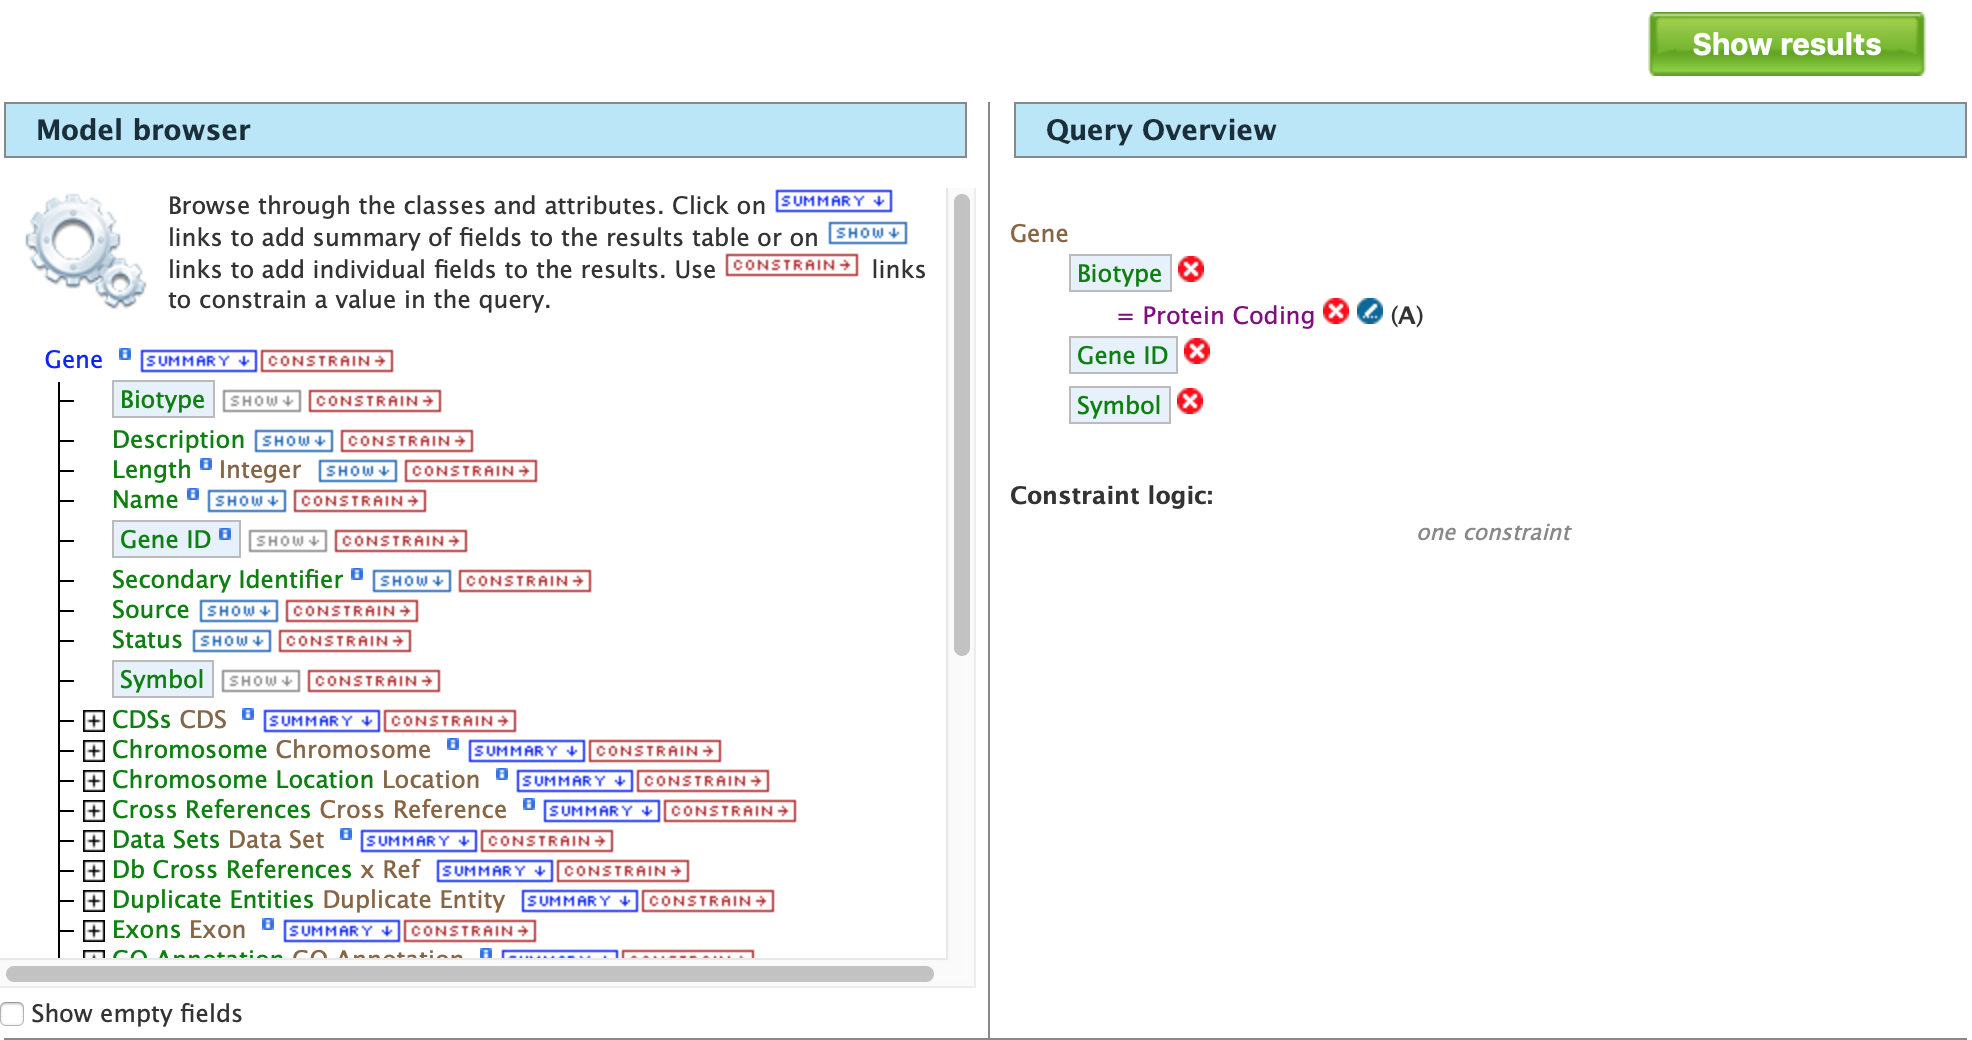 Show results
Model browser
Browse through the classes and attributes. Click on SUMMARY ↓
links to add summary of fields to the results table or on SHOW ↓
links to add individual fields to the results. Use CONSTRAIN → links
to constrain a value in the query.
Gene SUMMARY ↓ CONSTRAIN →
Biotype SHOW ↓ CONSTRAIN →
Description SHOW ↓ CONSTRAIN →
Length Integer SHOW ↓ CONSTRAIN →
Name SHOW ↓ CONSTRAIN →
Gene ID SHOW ↓ CONSTRAIN →
Secondary Identifier SHOW ↓ CONSTRAIN →
Source SHOW ↓ CONSTRAIN →
Status SHOW ↓ CONSTRAIN →
Symbol SHOW ↓ CONSTRAIN →
CDSs CDS SUMMARY ↓ CONSTRAIN →
Chromosome Chromosome SUMMARY ↓ CONSTRAIN →
Chromosome Location Location SUMMARY ↓ CONSTRAIN →
Cross References Cross Reference SUMMARY ↓ CONSTRAIN →
Data Sets Data Set SUMMARY ↓ CONSTRAIN →
Db Cross References x Ref SUMMARY ↓ CONSTRAIN →
Duplicate Entities Duplicate Entity SUMMARY ↓ CONSTRAIN →
Exons Exon SUMMARY ↓ CONSTRAIN →
GO Annotation GO Annotation SUMMARY ↓ CONSTRAIN →
Show empty fields
Query Overview
Gene
Biotype
= Protein Coding (A)
Gene ID
Symbol
Constraint logic:
one constraint